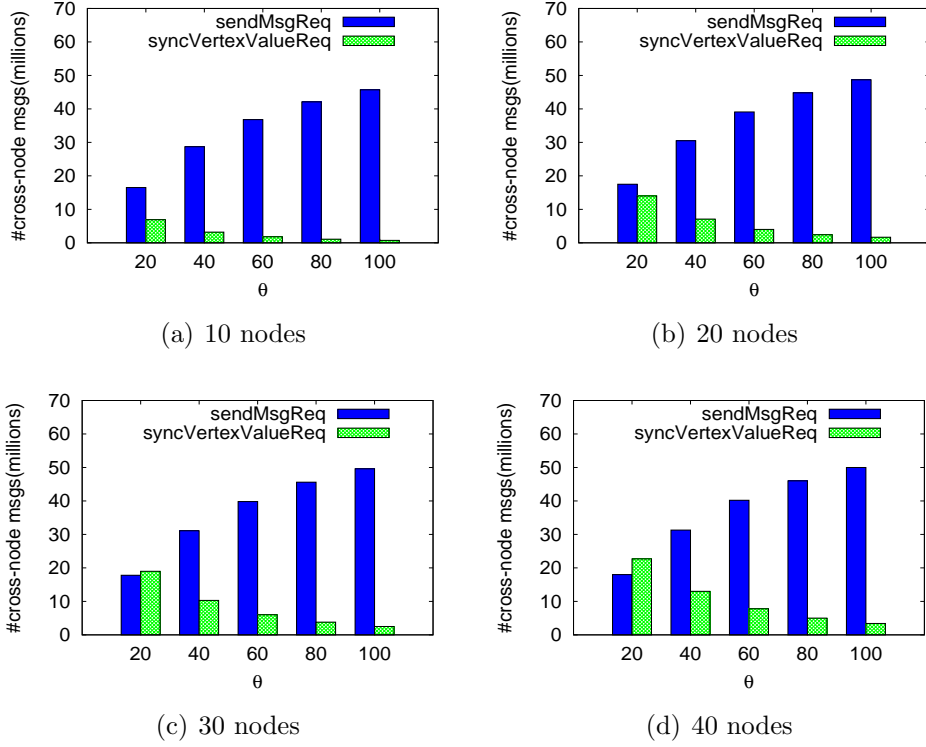 #cross-node msgs(millions)
70
60
50
40
30
20
10
0
sendMsgReq
syncVertexValueReq
20 40 60 80 100
θ
(a) 10 nodes
#cross-node msgs(millions)
70
60
50
40
30
20
10
0
sendMsgReq
syncVertexValueReq
20 40 60 80 100
θ
(b) 20 nodes
#cross-node msgs(millions)
70
60
50
40
30
20
10
0
sendMsgReq
syncVertexValueReq
20 40 60 80 100
θ
(c) 30 nodes
#cross-node msgs(millions)
70
60
50
40
30
20
10
0
sendMsgReq
syncVertexValueReq
20 40 60 80 100
θ
(d) 40 nodes